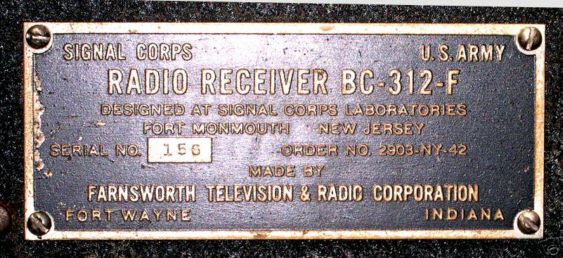 SIGNAL CORPS U.S. ARMY
RADIO RECEIVER BC-312-F
DESIGNED AT SIGNAL CORPS LABORATORIES
FORT MONMOUTH NEW JERSEY
SERIAL NO. 156 ORDER NO. 2903-NY-42
MADE BY
FARNSWORTH TELEVISION & RADIO CORPORATION
FORT WAYNE INDIANA